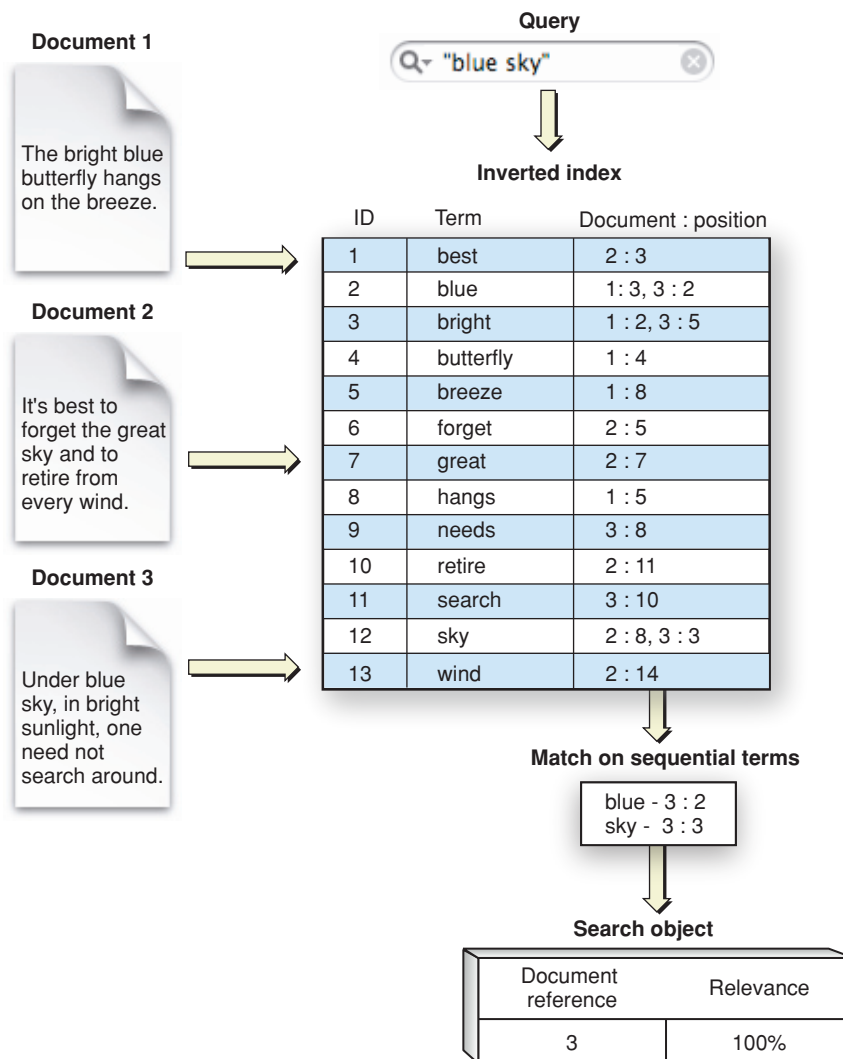 Document 1
The bright blue
butterfly hangs
on the breeze.
Document 2
It's best to
forget the great
sky and to
retire from
every wind.
Document 3
Under blue
sky, in bright
sunlight, one
need not
search around.
Query
"blue sky"
Inverted index
ID Term Document : position
1 best 2 : 3
2 blue 1: 3, 3 : 2
3 bright 1 : 2, 3 : 5
4 butterfly 1 : 4
5 breeze 1 : 8
6 forget 2 : 5
7 great 2 : 7
8 hangs 1 : 5
9 needs 3 : 8
10 retire 2 : 11
11 search 3 : 10
12 sky 2 : 8, 3 : 3
13 wind 2 : 14
Match on sequential terms
blue - 3 : 2
sky - 3 : 3
Search object
Document
reference
Relevance
3 100%